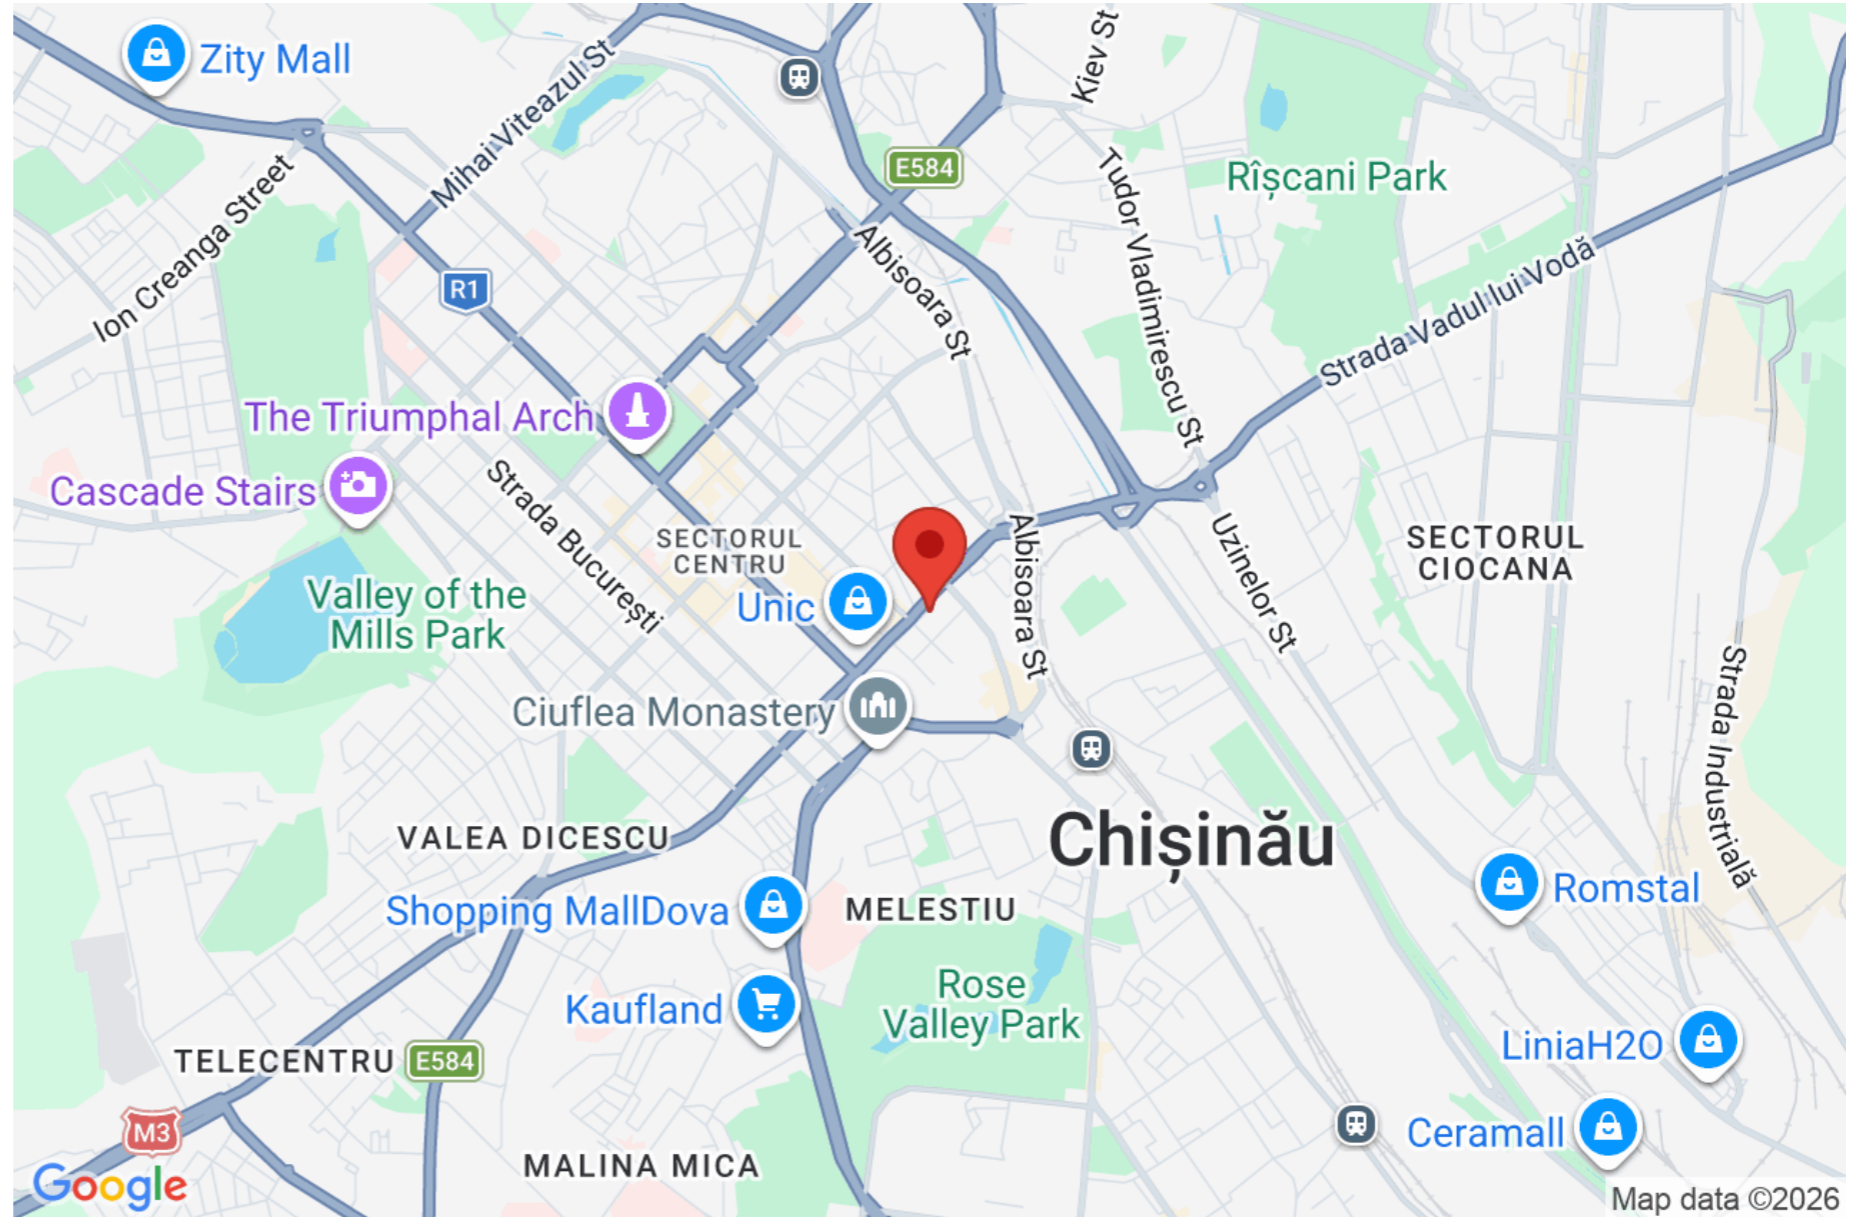 Zity Mall
Mihai Viteazul St
Kiev St
E584
Rîșcani Park
Ion Creanga Street
Tudor Vladimirescu St
Albisoara St
R1
Strada Vadul lui Vodă
The Triumphal Arch
Cascade Stairs
Strada București
SECTORUL
CENTRU
Albisoara St
Uzinelor St
SECTORUL
CIOCANA
Valley of the
Mills Park
Unic
Ciuflea Monastery
Strada Industrială
VALEA DICESCU
Chișinău
Shopping MallDova
MELESTIU
Romstal
Rose
Valley Park
Kaufland
LiniaH2O
TELECENTRU
E584
M3
Ceramall
MALINA MICA
Google
Map data ©2026